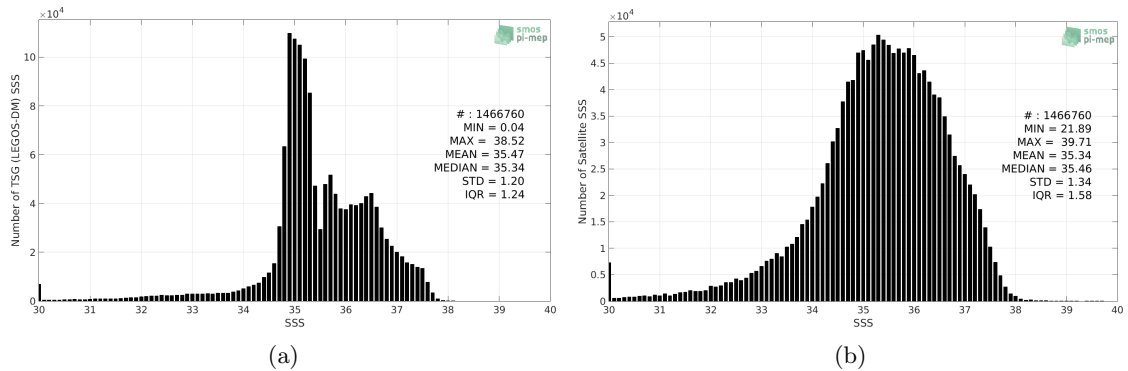 ×10⁴
10
8
6
4
2
0
30 31 32 33 34 35 36 37 38 39 40
SSS
Number of TSG (LEGOS-DM) SSS
smos
pi-mep
# : 1466760
MIN = 0.04
MAX = 38.52
MEAN = 35.47
MEDIAN = 35.34
STD = 1.20
IQR = 1.24
(a)
×10⁴
5
4.5
4
3.5
3
2.5
2
1.5
1
0.5
0
30 31 32 33 34 35 36 37 38 39 40
SSS
Number of Satellite SSS
smos
pi-mep
# : 1466760
MIN = 21.89
MAX = 39.71
MEAN = 35.34
MEDIAN = 35.46
STD = 1.34
IQR = 1.58
(b)